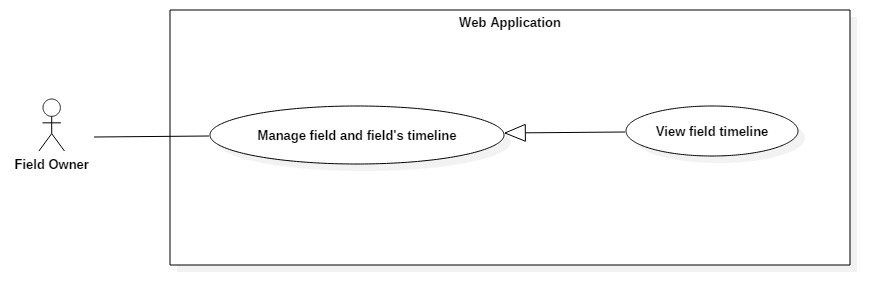 Web Application
Field Owner
Manage field and field's timeline
View field timeline